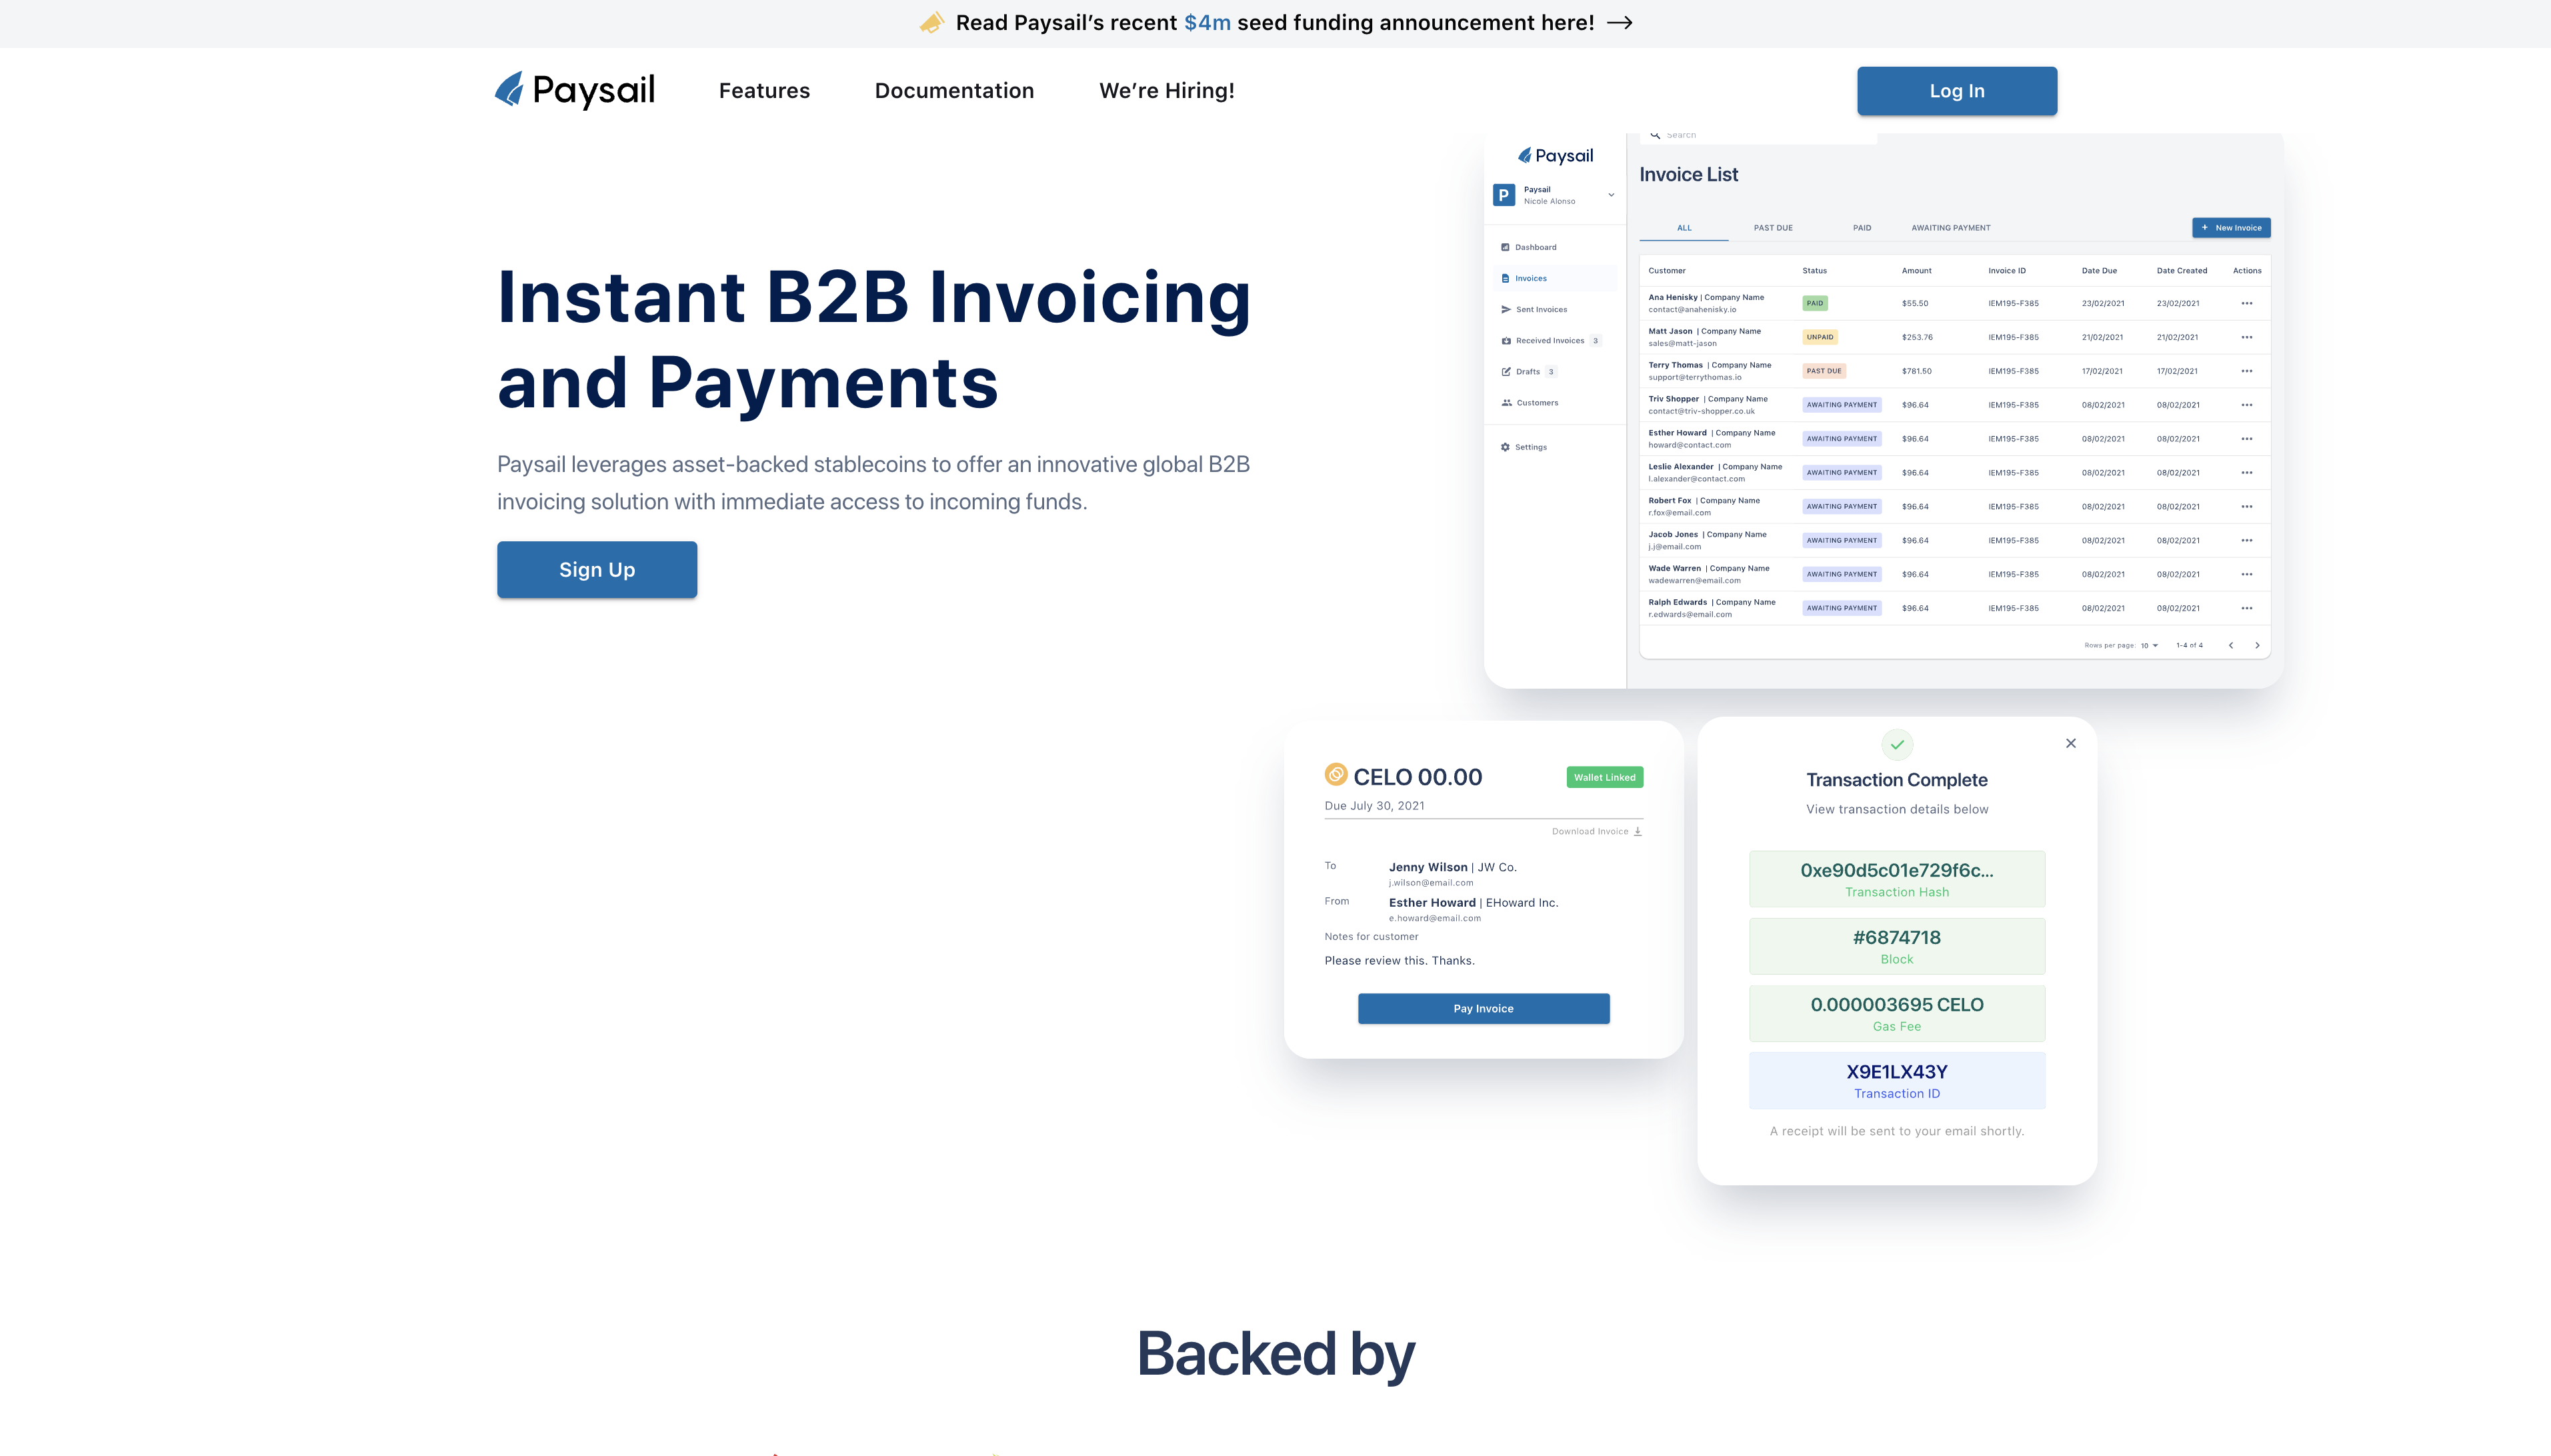 Read Paysail's recent $4m seed funding announcement here! →
Paysail
Features
Documentation
We're Hiring!
Log In
Instant B2B Invoicing
and Payments
Paysail leverages asset-backed stablecoins to offer an innovative global B2B
invoicing solution with immediate access to incoming funds.
Sign Up
Search
Paysail
P
Paysail
Nicole Alonso
Dashboard
Invoices
Sent Invoices
Received Invoices 3
Drafts 3
Customers
Settings
Invoice List
ALL PAST DUE PAID AWAITING PAYMENT
+ New Invoice
Customer Status Amount Invoice ID Date Due Date Created Actions
Ana Henisky | Company Name
contact@anahenisky.io
PAID $55.50 IEM195-F385 23/02/2021 23/02/2021
Matt Jason | Company Name
sales@matt-jason
UNPAID $253.76 IEM195-F385 21/02/2021 21/02/2021
Terry Thomas | Company Name
support@terrythomas.io
PAST DUE $781.50 IEM195-F385 17/02/2021 17/02/2021
Triv Shopper | Company Name
contact@triv-shopper.co.uk
AWAITING PAYMENT $96.64 IEM195-F385 08/02/2021 08/02/2021
Esther Howard | Company Name
howard@contact.com
AWAITING PAYMENT $96.64 IEM195-F385 08/02/2021 08/02/2021
Leslie Alexander | Company Name
l.alexander@contact.com
AWAITING PAYMENT $96.64 IEM195-F385 08/02/2021 08/02/2021
Robert Fox | Company Name
r.fox@email.com
AWAITING PAYMENT $96.64 IEM195-F385 08/02/2021 08/02/2021
Jacob Jones | Company Name
j.j@email.com
AWAITING PAYMENT $96.64 IEM195-F385 08/02/2021 08/02/2021
Wade Warren | Company Name
wadewarren@email.com
AWAITING PAYMENT $96.64 IEM195-F385 08/02/2021 08/02/2021
Ralph Edwards | Company Name
r.edwards@email.com
AWAITING PAYMENT $96.64 IEM195-F385 08/02/2021 08/02/2021
Rows per page: 10 1-4 of 4
CELO 00.00
Wallet Linked
Due July 30, 2021
Download Invoice
To
Jenny Wilson | JW Co.
j.wilson@email.com
From
Esther Howard | EHoward Inc.
e.howard@email.com
Notes for customer
Please review this. Thanks.
Pay Invoice
Transaction Complete
View transaction details below
0xe90d5c01e729f6c...
Transaction Hash
#6874718
Block
0.000003695 CELO
Gas Fee
X9E1LX43Y
Transaction ID
A receipt will be sent to your email shortly.
Backed by